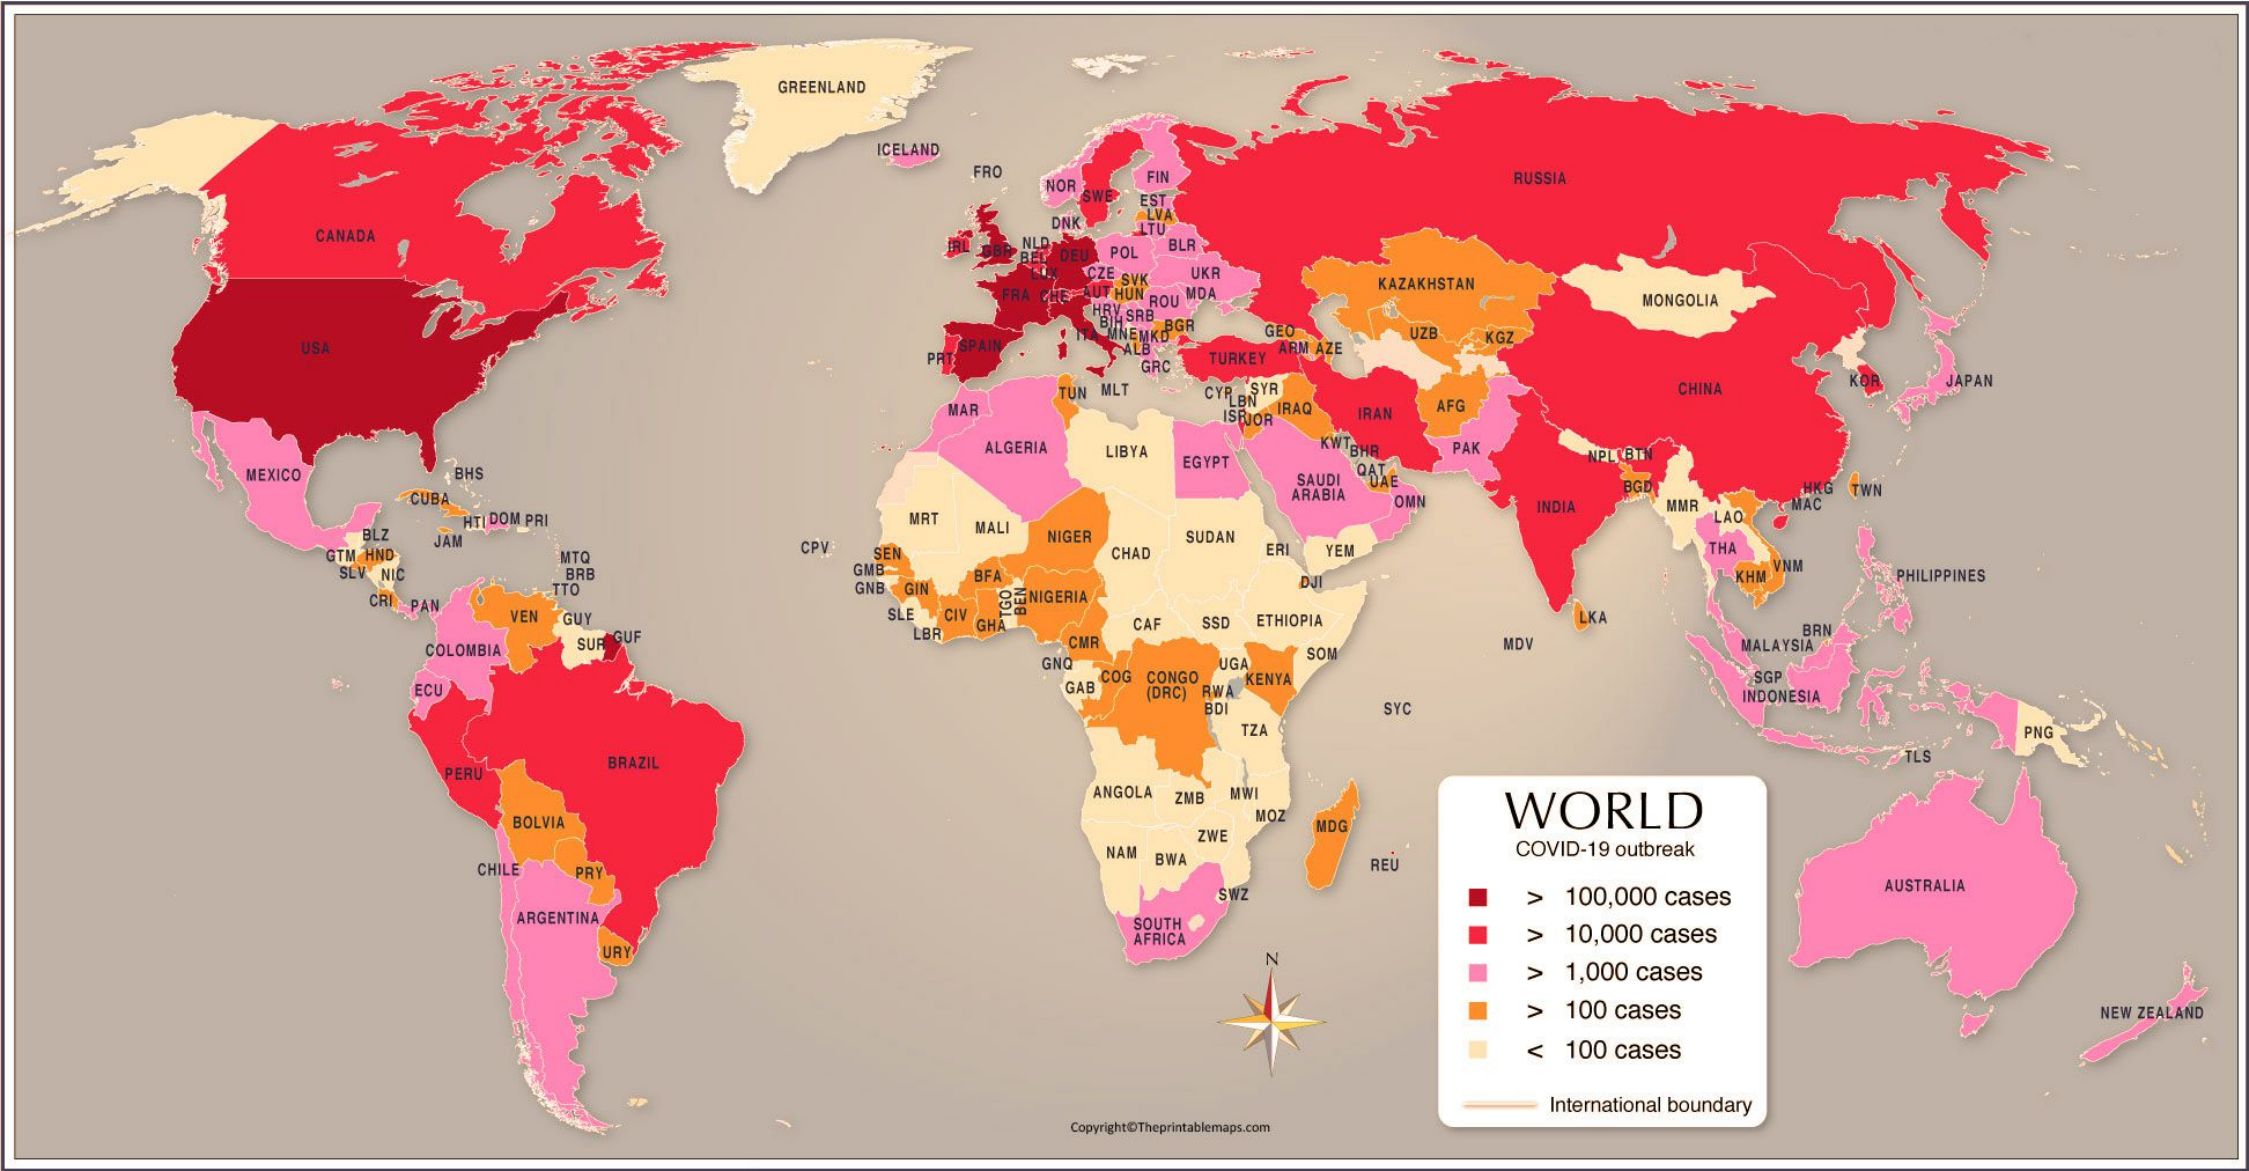 GREENLAND
ICELAND
FRO
RUSSIA
CANADA
NOR
SWE
FIN
EST
LVA
LTU
DNK
IRL
GBR
NLD
BEL
LUX
DEU
POL
BLR
CZE
SVK
UKR
FRA
CHE
AUT
HUN
ROU
MDA
HRV
SRB
BIH
ITA
MNE
MKD
BGR
ALB
GRC
PRT
SPAIN
MLT
KAZAKHSTAN
MONGOLIA
UZB
KGZ
GEO
ARM
AZE
TURKEY
USA
CHINA
KOR
JAPAN
CYP
SYR
LBN
ISR
JOR
IRAQ
IRAN
AFG
PAK
KWT
BHR
QAT
UAE
SAUDI
ARABIA
OMN
YEM
TUN
MAR
ALGERIA
LIBYA
EGYPT
MEXICO
BHS
CUBA
HTI
DOM
PRI
JAM
BLZ
GTM
HND
SLV
NIC
CRI
PAN
MTQ
BRB
TTO
NPL
BTN
BGD
INDIA
MMR
LAO
THA
VNM
KHM
HKG
MAC
TWN
LKA
MDV
PHILIPPINES
BRN
MALAYSIA
SGP
INDONESIA
TLS
PNG
CPV
MRT
MALI
NIGER
CHAD
SUDAN
ERI
DJI
SEN
GMB
GNB
GIN
SLE
LBR
CIV
BFA
GHA
TGO
BEN
NIGERIA
CMR
CAF
SSD
ETHIOPIA
SOM
GNQ
GAB
COG
CONGO
(DRC)
UGA
RWA
BDI
KENYA
TZA
SYC
ANGOLA
ZMB
MWI
MOZ
ZWE
NAM
BWA
SWZ
SOUTH
AFRICA
MDG
REU
VEN
GUY
SUR
GUF
COLOMBIA
ECU
PERU
BRAZIL
BOLVIA
PRY
CHILE
ARGENTINA
URY
AUSTRALIA
NEW ZEALAND
N
WORLD
COVID-19 outbreak
> 100,000 cases
> 10,000 cases
> 1,000 cases
> 100 cases
< 100 cases
International boundary
Copyright©Theprintablemaps.com